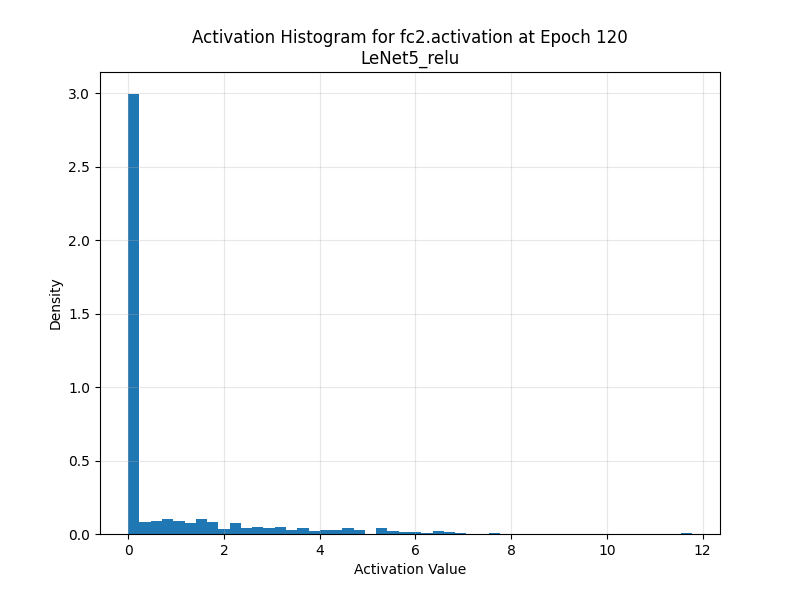 Activation Histogram for fc2.activation at Epoch 120
LeNet5_relu
3.0
2.5
2.0
1.5
1.0
0.5
0.0
Density
0 2 4 6 8 10 12
Activation Value